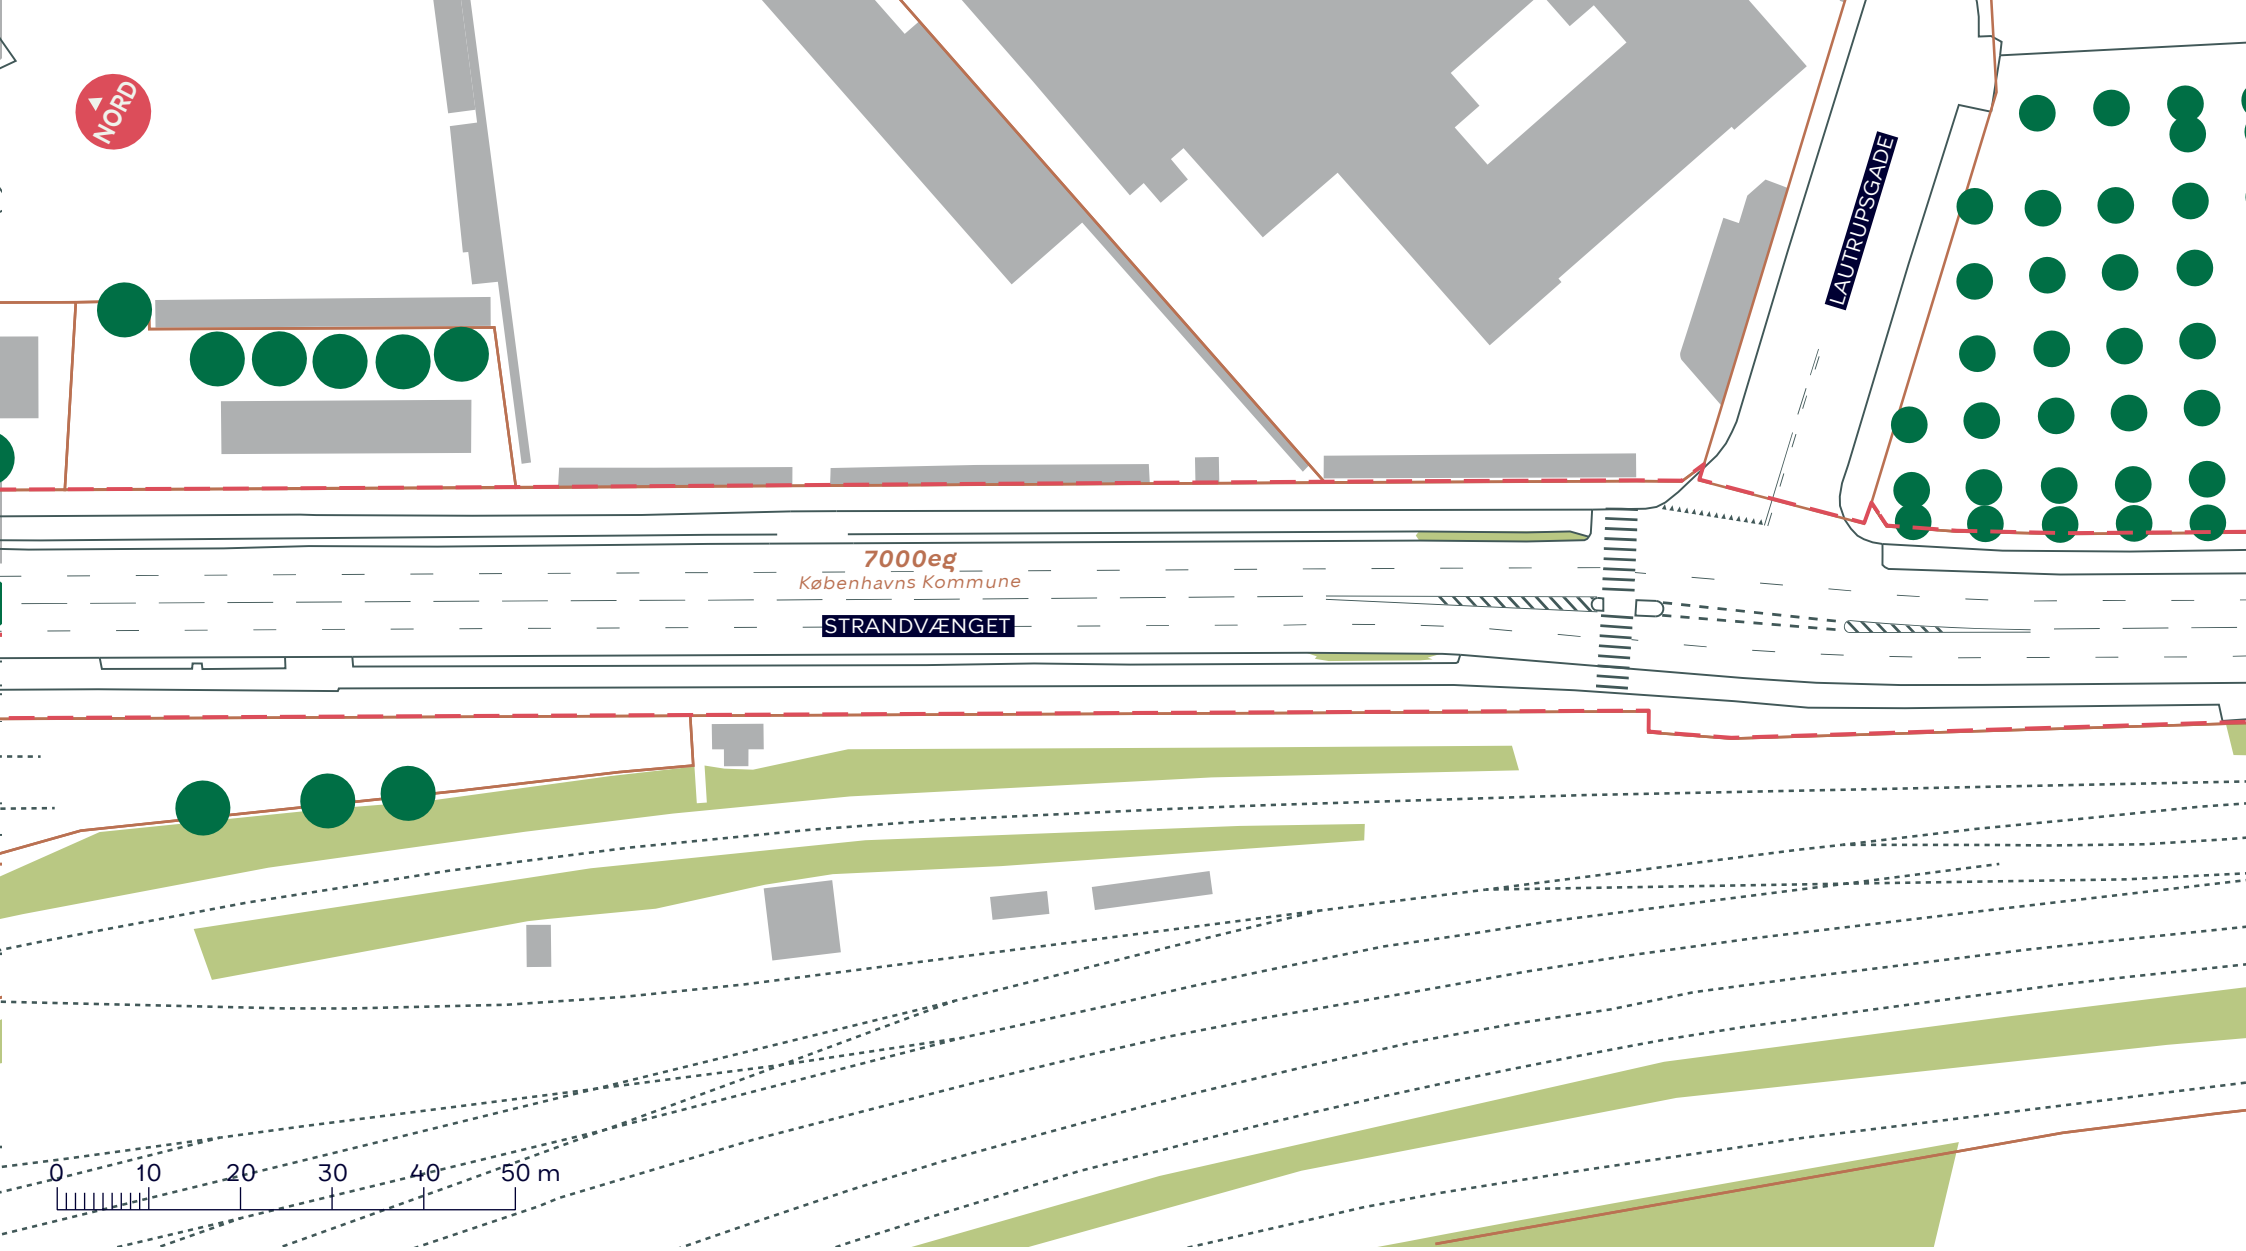 NORD
LAUTRUPSGADE
7000eg
Københavns Kommune
STRANDVÆNGET
0 10 20 30 40 50 m